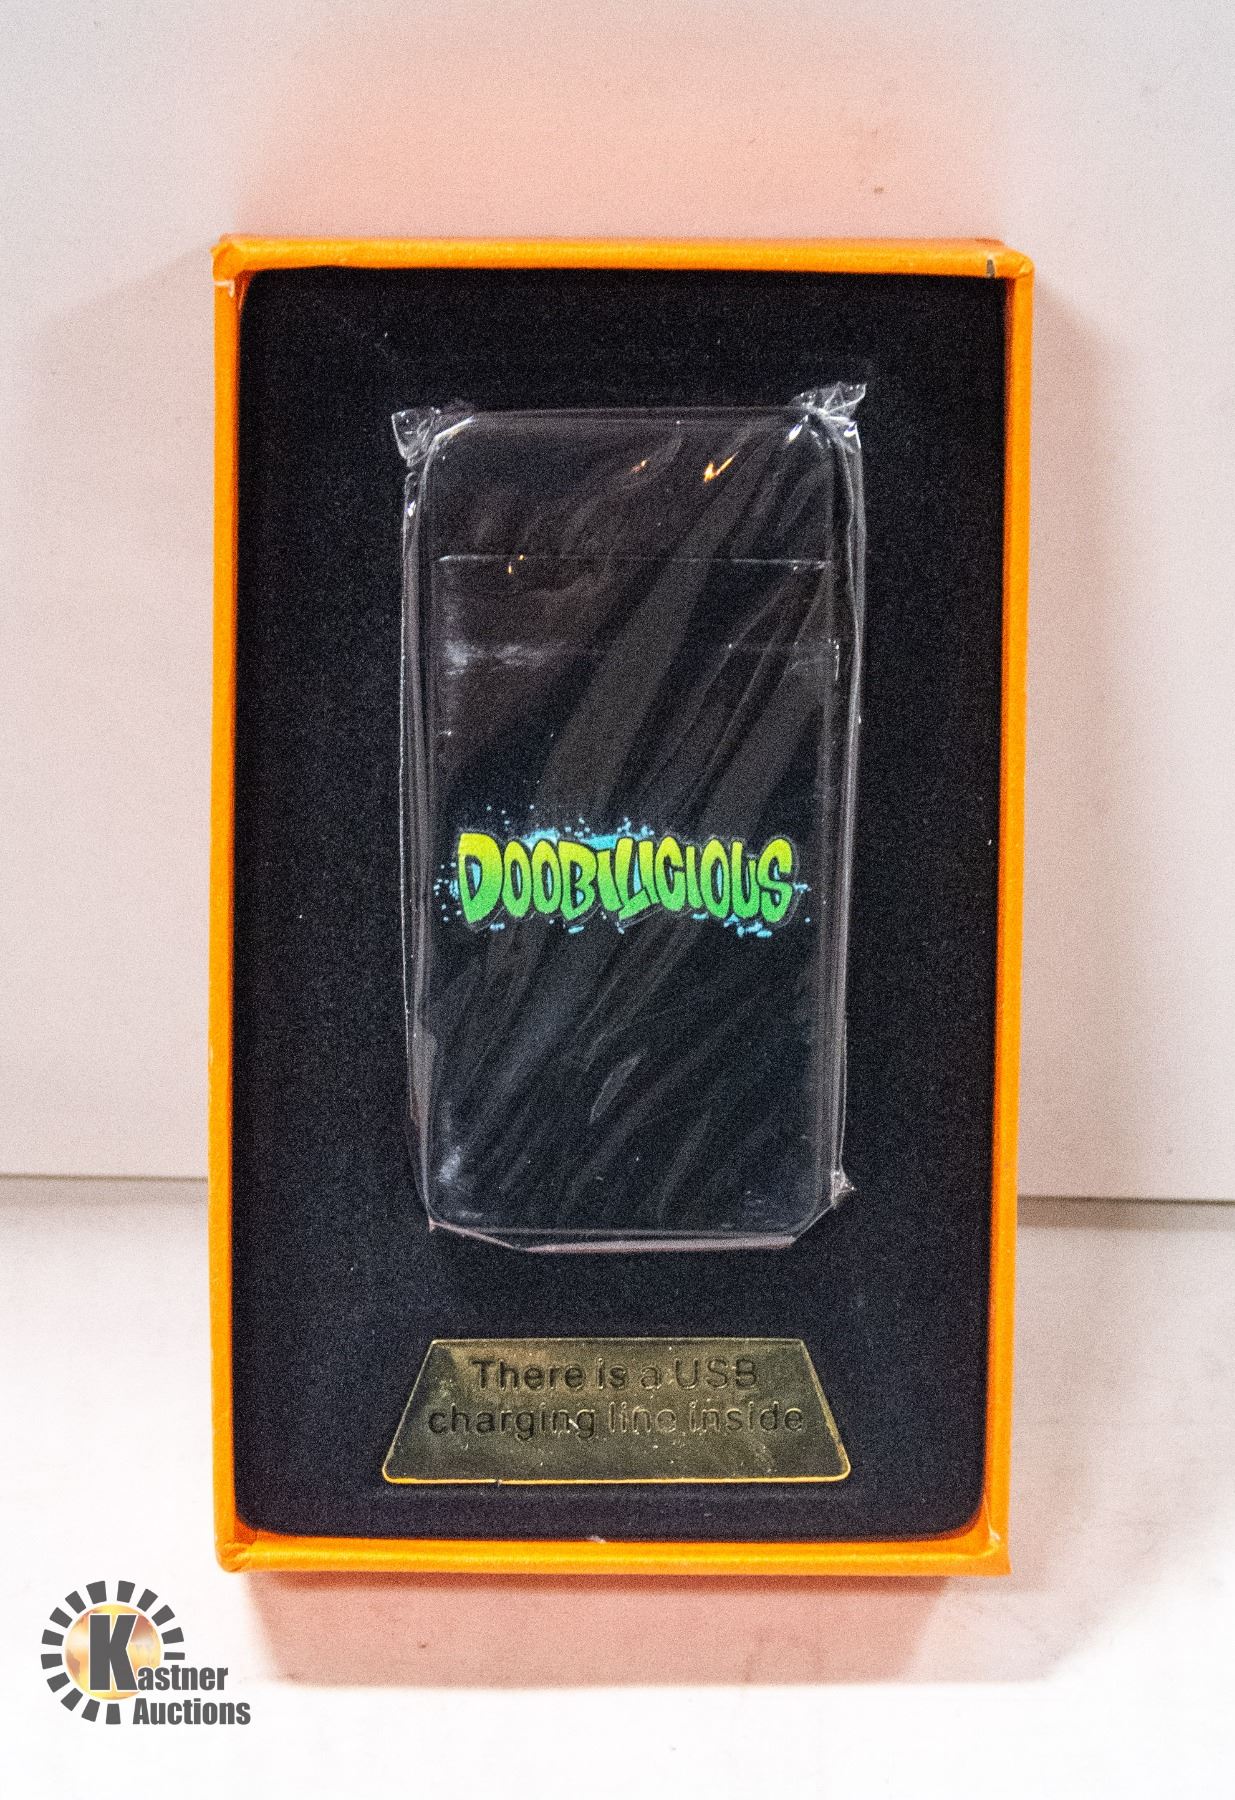 DOOBILICIOUS
There is a USB
charging line inside
Kastner
Auctions